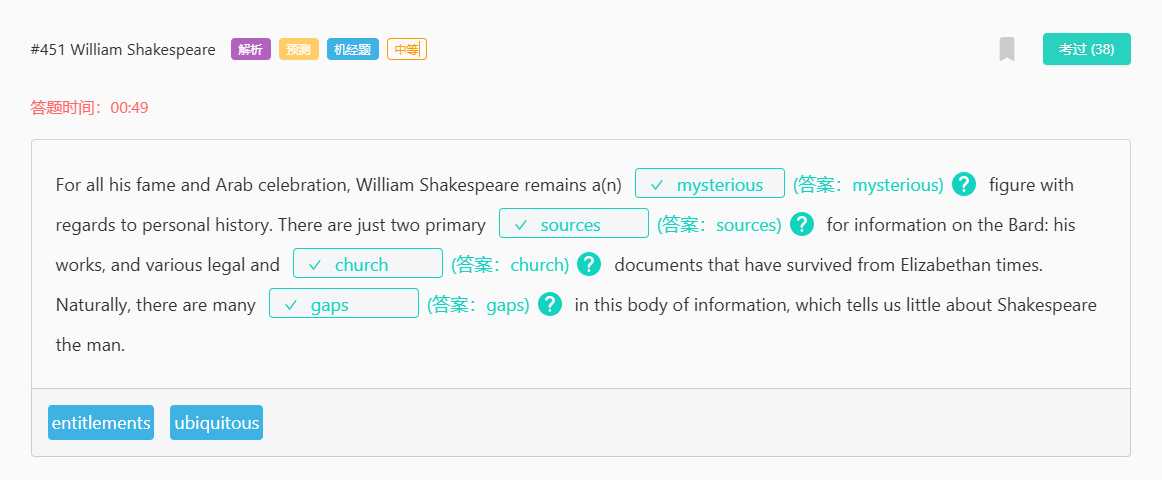 #451 William Shakespeare 解析 预测 机经题 中等 考过 (38)
答题时间：00:49
For all his fame and Arab celebration, William Shakespeare remains a(n) mysterious (答案：mysterious) ? figure with
regards to personal history. There are just two primary sources (答案：sources) ? for information on the Bard: his
works, and various legal and church (答案：church) ? documents that have survived from Elizabethan times.
Naturally, there are many gaps (答案：gaps) ? in this body of information, which tells us little about Shakespeare
the man.
entitlements ubiquitous